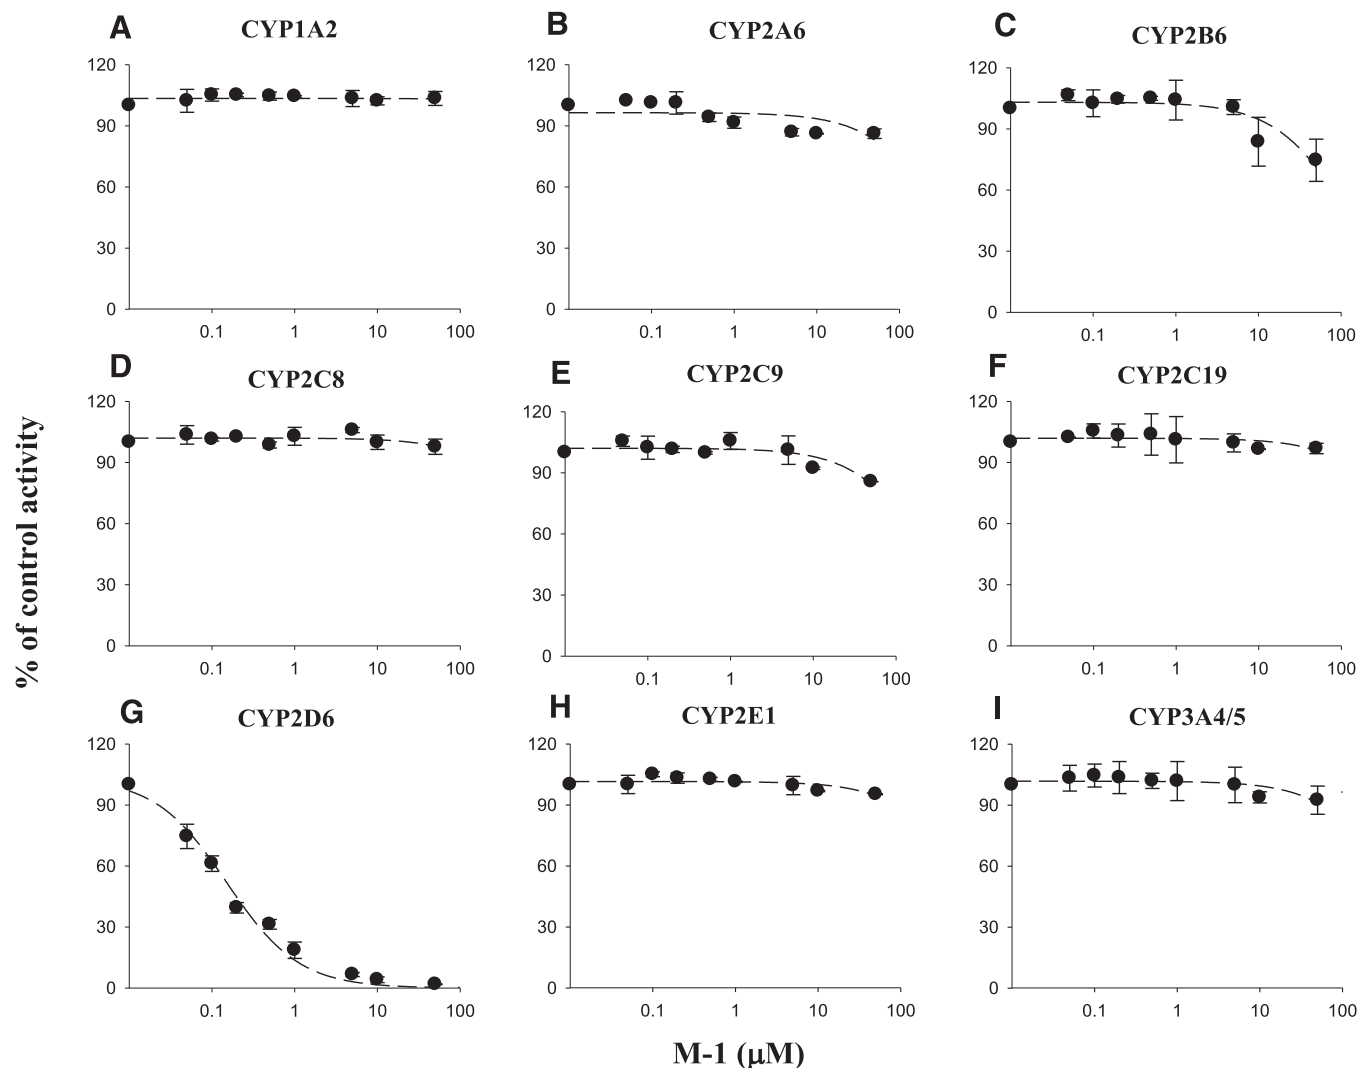 A CYP1A2
B CYP2A6
C CYP2B6
120
90
60
30
0
0.1 1 10 100
120
90
60
30
0
0.1 1 10 100
120
90
60
30
0
0.1 1 10 100
D CYP2C8
E CYP2C9
F CYP2C19
120
90
60
30
0
0.1 1 10 100
120
90
60
30
0
0.1 1 10 100
120
90
60
30
0
0.1 1 10 100
% of control activity
G CYP2D6
H CYP2E1
I CYP3A4/5
120
90
60
30
0
0.1 1 10 100
120
90
60
30
0
0.1 1 10 100
120
90
60
30
0
0.1 1 10 100
M-1 (μM)